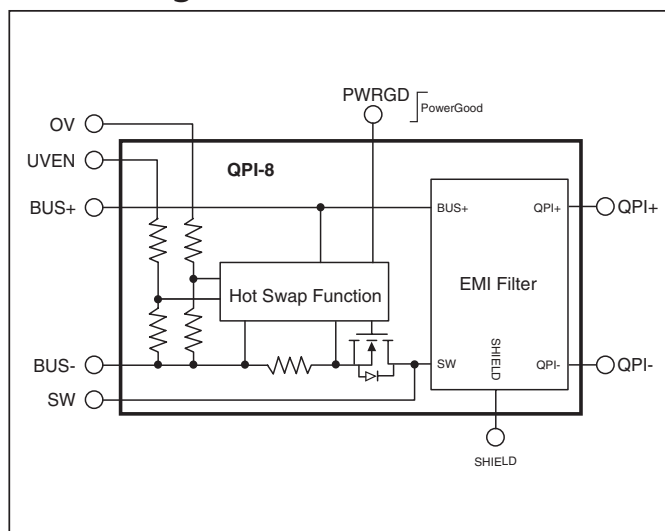 PWRGD
PowerGood
OV
UVEN
QPI-8
BUS+
BUS+
QPI+
QPI+
Hot Swap Function
EMI Filter
SHIELD
BUS-
SW
QPI-
QPI-
SW
SHIELD